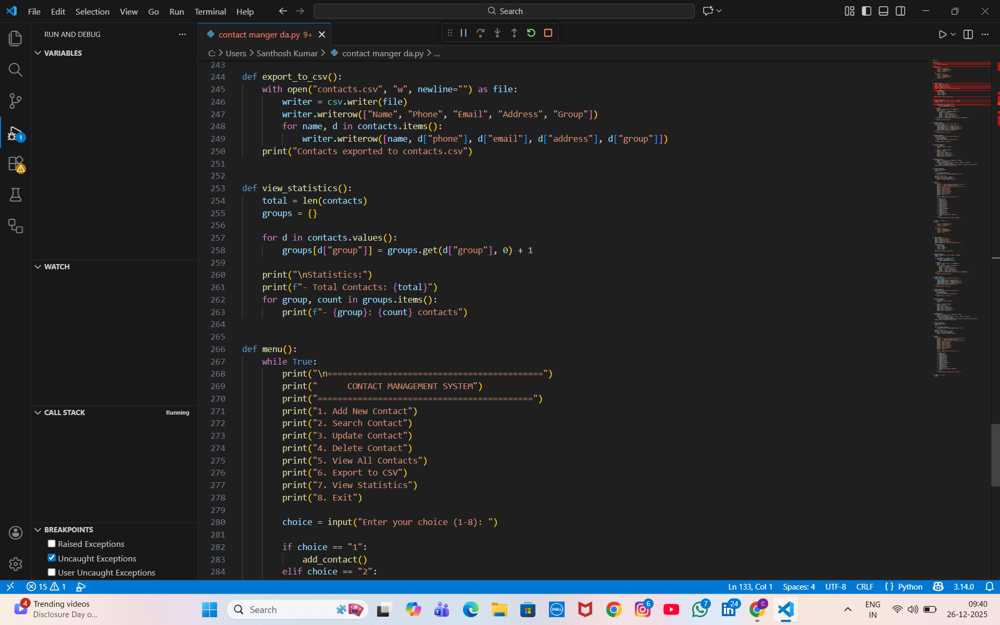 File Edit Selection View Go Run Terminal Help
Search
RUN AND DEBUG
VARIABLES
WATCH
CALL STACK
Running
BREAKPOINTS
Raised Exceptions
Uncaught Exceptions
User Uncaught Exceptions
1
contact manger da.py 9+
C: > Users > Santhosh Kumar > contact manger da.py > ...
243
244 def export_to_csv():
245     with open("contacts.csv", "w", newline="") as file:
246         writer = csv.writer(file)
247         writer.writerow(["Name", "Phone", "Email", "Address", "Group"])
248         for name, d in contacts.items():
249             writer.writerow([name, d["phone"], d["email"], d["address"], d["group"]])
250     print("Contacts exported to contacts.csv")
251
252
253 def view_statistics():
254     total = len(contacts)
255     groups = {}
256
257     for d in contacts.values():
258         groups[d["group"]] = groups.get(d["group"], 0) + 1
259
260     print("\nStatistics:")
261     print(f"- Total Contacts: {total}")
262     for group, count in groups.items():
263         print(f"- {group}: {count} contacts")
264
265
266 def menu():
267     while True:
268         print("\n===========================================")
269         print("      CONTACT MANAGEMENT SYSTEM")
270         print("===========================================")
271         print("1. Add New Contact")
272         print("2. Search Contact")
273         print("3. Update Contact")
274         print("4. Delete Contact")
275         print("5. View All Contacts")
276         print("6. Export to CSV")
277         print("7. View Statistics")
278         print("8. Exit")
279
280         choice = input("Enter your choice (1-8): ")
281
282         if choice == "1":
283             add_contact()
284         elif choice == "2":
15 1
Ln 133, Col 1 Spaces: 4 UTF-8 CRLF {} Python 3.14.0
4
Trending videos
Disclosure Day o...
Search
T
DELL
6
7
in
24
C
ENG
IN
09:40
26-12-2025